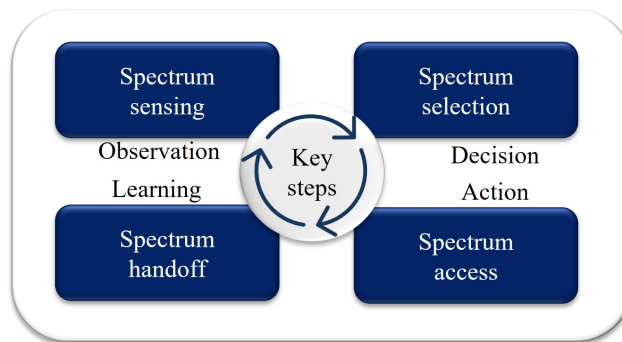 Spectrum
sensing
Spectrum
selection
Observation
Decision
Key
steps
Learning
Action
Spectrum
handoff
Spectrum
access